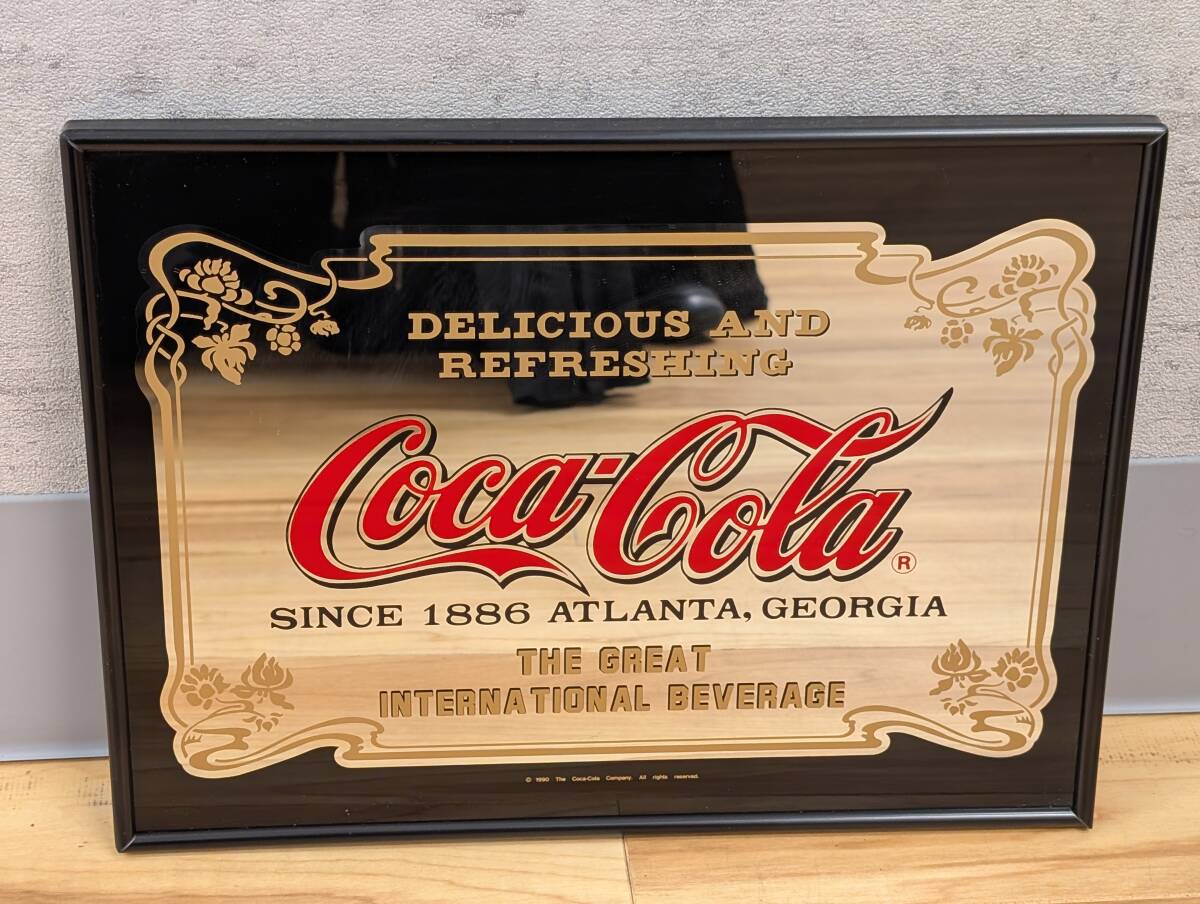 DELICIOUS AND
REFRESHING
Coca-Cola ®
SINCE 1886 ATLANTA, GEORGIA
THE GREAT
INTERNATIONAL BEVERAGE
© 1990 The Coca-Cola Company. All rights reserved.